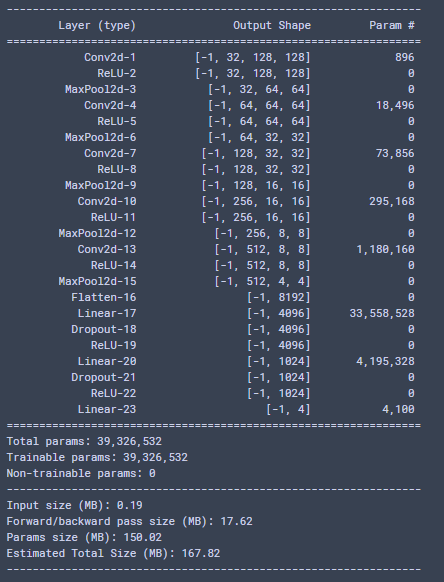 ----------------------------------------------------------------
        Layer (type)               Output Shape         Param #
================================================================
            Conv2d-1         [-1, 32, 128, 128]             896
              ReLU-2         [-1, 32, 128, 128]               0
         MaxPool2d-3           [-1, 32, 64, 64]               0
            Conv2d-4           [-1, 64, 64, 64]          18,496
              ReLU-5           [-1, 64, 64, 64]               0
         MaxPool2d-6           [-1, 64, 32, 32]               0
            Conv2d-7          [-1, 128, 32, 32]          73,856
              ReLU-8          [-1, 128, 32, 32]               0
         MaxPool2d-9          [-1, 128, 16, 16]               0
           Conv2d-10          [-1, 256, 16, 16]         295,168
             ReLU-11          [-1, 256, 16, 16]               0
        MaxPool2d-12            [-1, 256, 8, 8]               0
           Conv2d-13            [-1, 512, 8, 8]       1,180,160
             ReLU-14            [-1, 512, 8, 8]               0
        MaxPool2d-15            [-1, 512, 4, 4]               0
          Flatten-16                 [-1, 8192]               0
           Linear-17                 [-1, 4096]      33,558,528
          Dropout-18                 [-1, 4096]               0
             ReLU-19                 [-1, 4096]               0
           Linear-20                 [-1, 1024]       4,195,328
          Dropout-21                 [-1, 1024]               0
             ReLU-22                 [-1, 1024]               0
           Linear-23                    [-1, 4]           4,100
================================================================
Total params: 39,326,532
Trainable params: 39,326,532
Non-trainable params: 0
----------------------------------------------------------------
Input size (MB): 0.19
Forward/backward pass size (MB): 17.62
Params size (MB): 150.02
Estimated Total Size (MB): 167.82
----------------------------------------------------------------